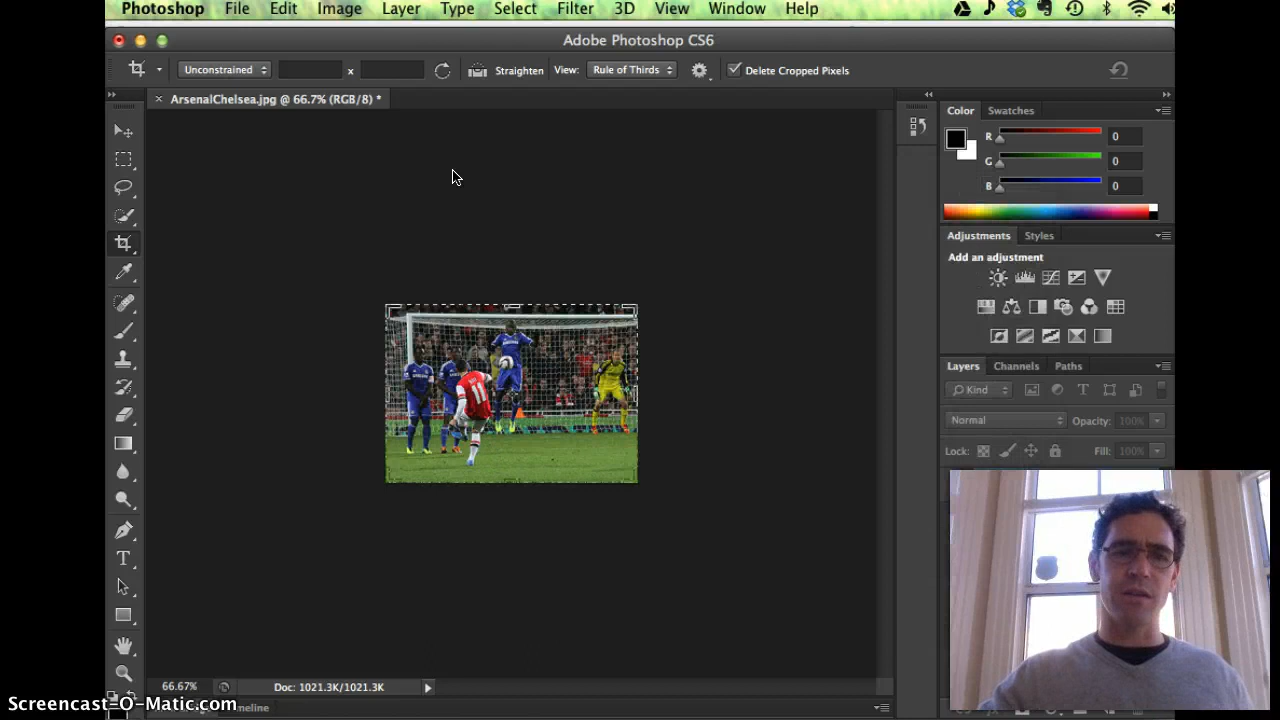 Photoshop File Edit Image Layer Type Select Filter 3D View Window Help
Adobe Photoshop CS6
Unconstrained x Straighten View: Rule of Thirds Delete Cropped Pixels
ArsenalChelsea.jpg @ 66.7% (RGB/8) *
Color Swatches
R 0
G 0
B 0
Adjustments Styles
Add an adjustment
Layers Channels Paths
Kind
Normal Opacity: 100%
Lock: Fill: 100%
11
66.67% Doc: 1021.3K/1021.3K
Screencast-O-Matic.com
meline